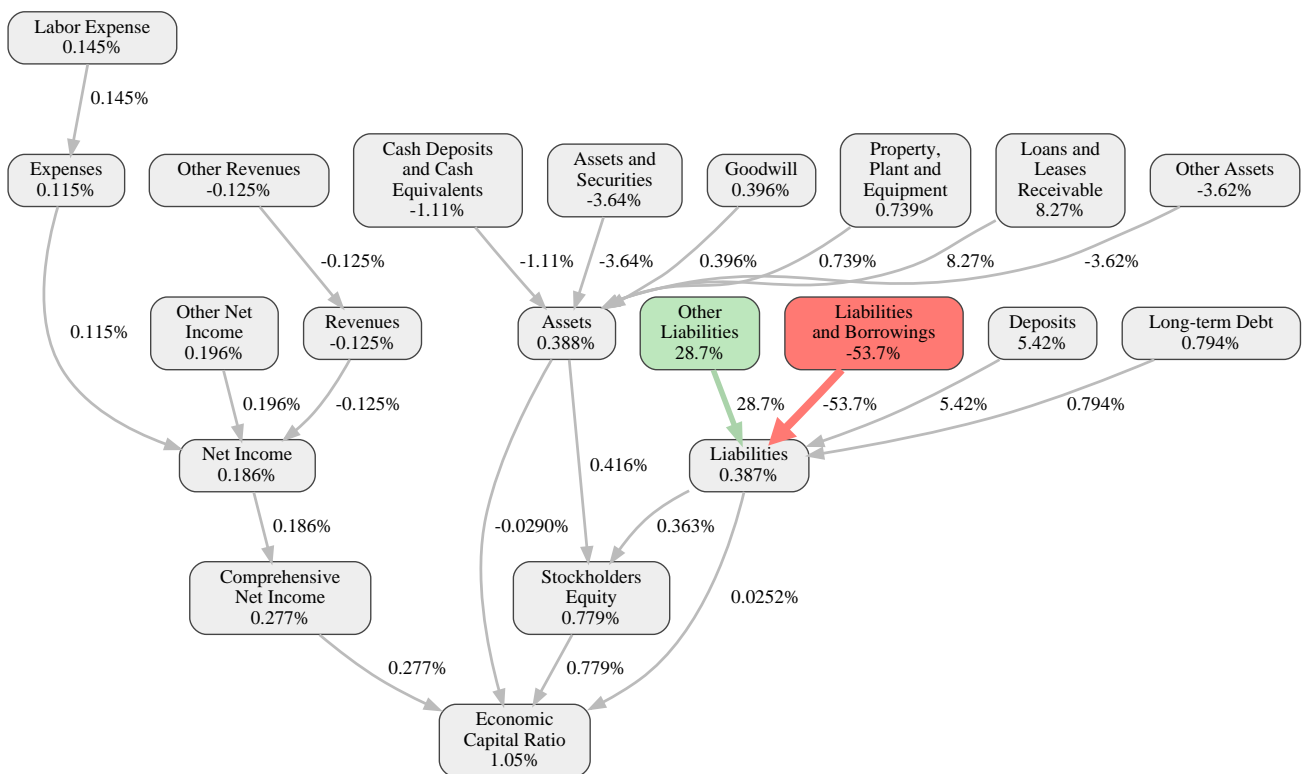 Labor Expense
0.145%
0.145%
Expenses
0.115%
Other Revenues
-0.125%
Cash Deposits
and Cash
Equivalents
-1.11%
Assets and
Securities
-3.64%
Goodwill
0.396%
Property,
Plant and
Equipment
0.739%
Loans and
Leases
Receivable
8.27%
Other Assets
-3.62%
-0.125%
-1.11%
-3.64%
0.396%
0.739%
8.27%
-3.62%
0.115%
Other Net
Income
0.196%
Revenues
-0.125%
Assets
0.388%
Other
Liabilities
28.7%
Liabilities
and Borrowings
-53.7%
Deposits
5.42%
Long-term Debt
0.794%
0.196%
-0.125%
28.7%
-53.7%
5.42%
0.794%
Net Income
0.186%
0.416%
Liabilities
0.387%
0.186%
-0.0290%
0.363%
Comprehensive
Net Income
0.277%
Stockholders
Equity
0.779%
0.0252%
0.277%
0.779%
Economic
Capital Ratio
1.05%